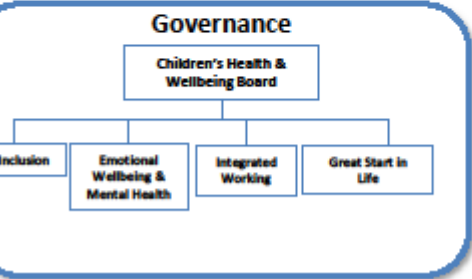 Governance
Children's Health &
Wellbeing Board
Inclusion
Emotional
Wellbeing &
Mental Health
Integrated
Working
Great Start in
Life